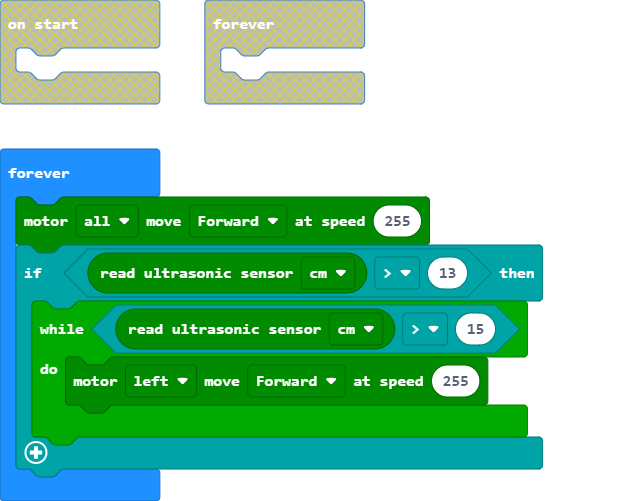 on start
forever
forever
motor all move Forward at speed 255
if read ultrasonic sensor cm > 13 then
while read ultrasonic sensor cm > 15
do motor left move Forward at speed 255